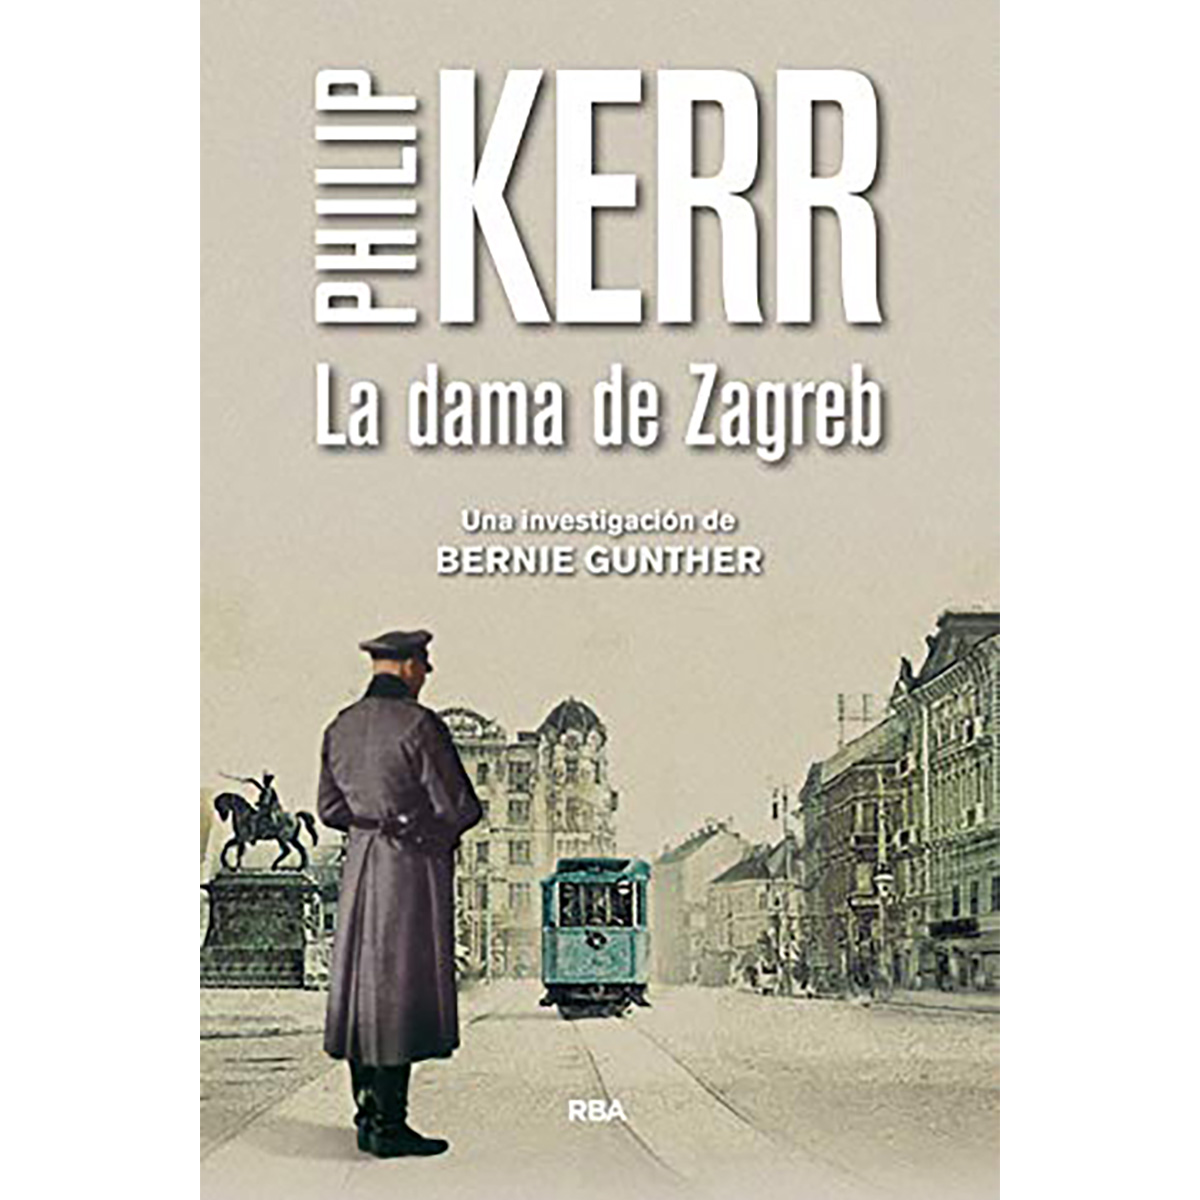 PHILIP
KERR
La dama de Zagreb
Una investigación de
BERNIE GUNTHER
RBA